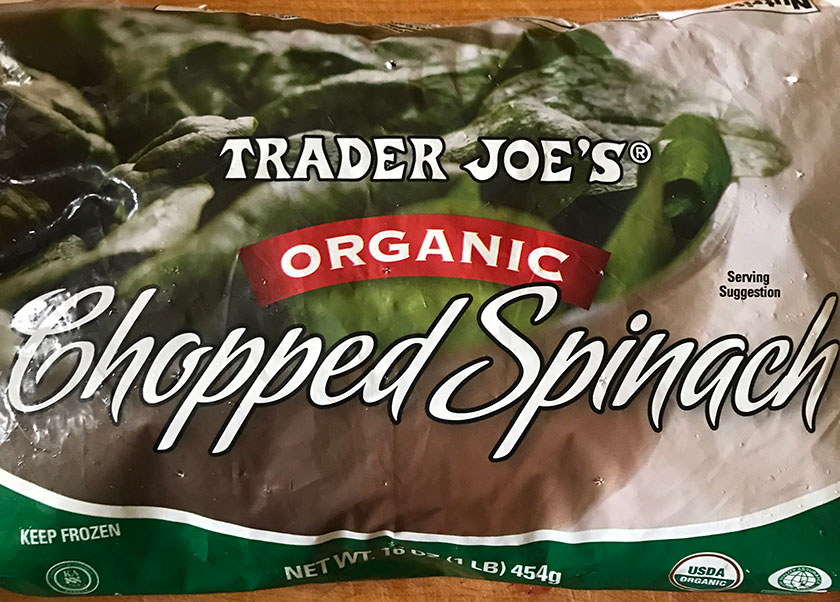 TRADER JOE'S®
ORGANIC
Serving
Suggestion
Chopped Spinach
KEEP FROZEN
NET WT. 16 OZ (1 LB) 454g
USDA
ORGANIC